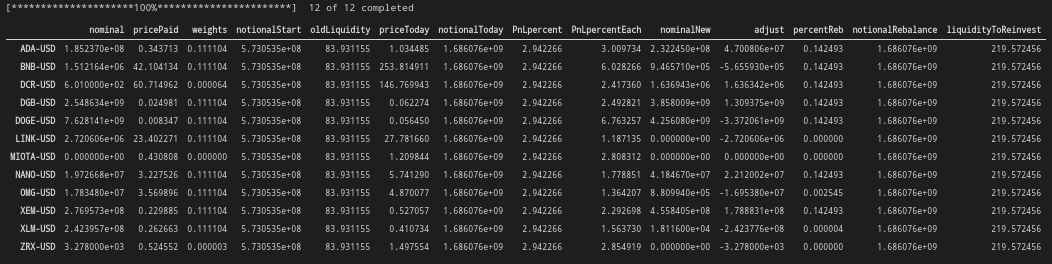 [*********************100%***********************]  12 of 12 completed
nominal pricePaid weights notionalStart oldLiquidity priceToday notionalToday PnLpercent PnLpercentEach nominalNew adjust percentReb notionalRebalance liquidityToReinvest
ADA-USD 1.852370e+08 0.343713 0.111104 5.730535e+08 83.931155 1.034485 1.686076e+09 2.942266 3.009734 2.322450e+08 4.700806e+07 0.142493 1.686076e+09 219.572456
BNB-USD 1.512164e+06 42.104134 0.111104 5.730535e+08 83.931155 253.814911 1.686076e+09 2.942266 6.028266 9.465710e+05 -5.655930e+05 0.142493 1.686076e+09 219.572456
DCR-USD 6.010000e+02 60.714962 0.000064 5.730535e+08 83.931155 146.769943 1.686076e+09 2.942266 2.417360 1.636943e+06 1.636342e+06 0.142493 1.686076e+09 219.572456
DGB-USD 2.548634e+09 0.024981 0.111104 5.730535e+08 83.931155 0.062274 1.686076e+09 2.942266 2.492821 3.858009e+09 1.309375e+09 0.142493 1.686076e+09 219.572456
DOGE-USD 7.628141e+09 0.008347 0.111104 5.730535e+08 83.931155 0.056450 1.686076e+09 2.942266 6.763257 4.256080e+09 -3.372061e+09 0.142493 1.686076e+09 219.572456
LINK-USD 2.720606e+06 23.402271 0.111104 5.730535e+08 83.931155 27.781660 1.686076e+09 2.942266 1.187135 0.000000e+00 -2.720606e+06 0.000000 1.686076e+09 219.572456
MIOTA-USD 0.000000e+00 0.430808 0.000000 5.730535e+08 83.931155 1.209844 1.686076e+09 2.942266 2.808312 0.000000e+00 0.000000e+00 0.000000 1.686076e+09 219.572456
NANO-USD 1.972668e+07 3.227526 0.111104 5.730535e+08 83.931155 5.741290 1.686076e+09 2.942266 1.778851 4.184670e+07 2.212002e+07 0.142493 1.686076e+09 219.572456
OMG-USD 1.783480e+07 3.569896 0.111104 5.730535e+08 83.931155 4.870077 1.686076e+09 2.942266 1.364207 8.809940e+05 -1.695380e+07 0.002545 1.686076e+09 219.572456
XEM-USD 2.769573e+08 0.229885 0.111104 5.730535e+08 83.931155 0.527057 1.686076e+09 2.942266 2.292698 4.558405e+08 1.788831e+08 0.142493 1.686076e+09 219.572456
XLM-USD 2.423957e+08 0.262663 0.111104 5.730535e+08 83.931155 0.410734 1.686076e+09 2.942266 1.563730 1.811600e+04 -2.423776e+08 0.000004 1.686076e+09 219.572456
ZRX-USD 3.278000e+03 0.524552 0.000003 5.730535e+08 83.931155 1.497554 1.686076e+09 2.942266 2.854919 0.000000e+00 -3.278000e+03 0.000000 1.686076e+09 219.572456